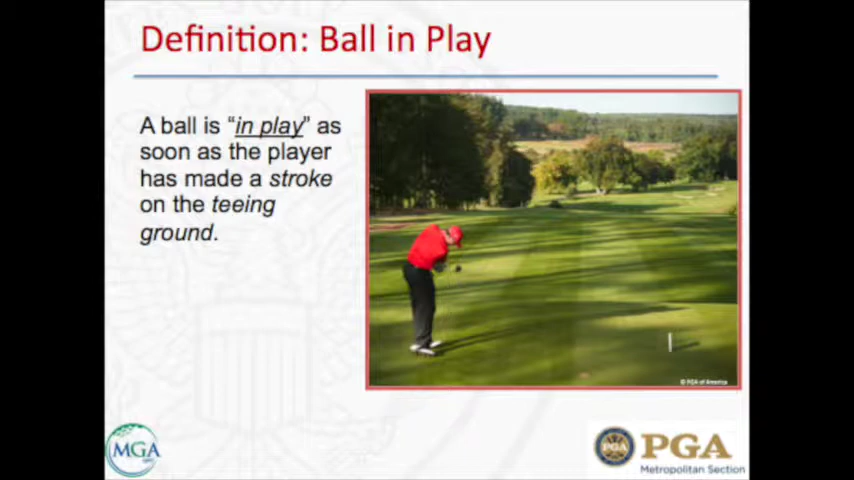 Definition: Ball in Play
A ball is “in play” as
soon as the player
has made a stroke
on the teeing
ground.
© PGA of America
MGA
PGA
Metropolitan Section